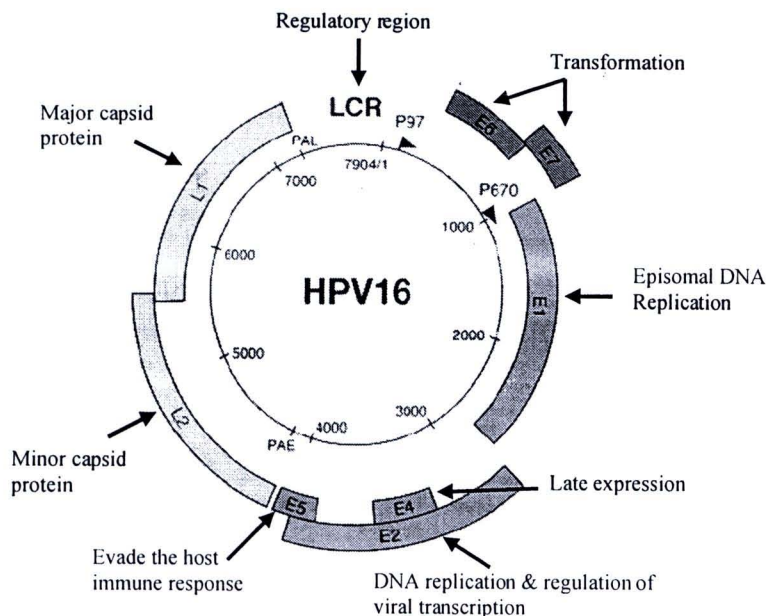 Regulatory region
Transformation
LCR
Major capsid
protein
P97
E6
E7
PAL
7904/1
7000
L1
P670
1000
6000
HPV16
Episomal DNA
Replication
E1
2000
5000
3000
L2
PAE
4000
Minor capsid
protein
Late expression
E5
E4
E2
Evade the host
immune response
DNA replication & regulation of
viral transcription